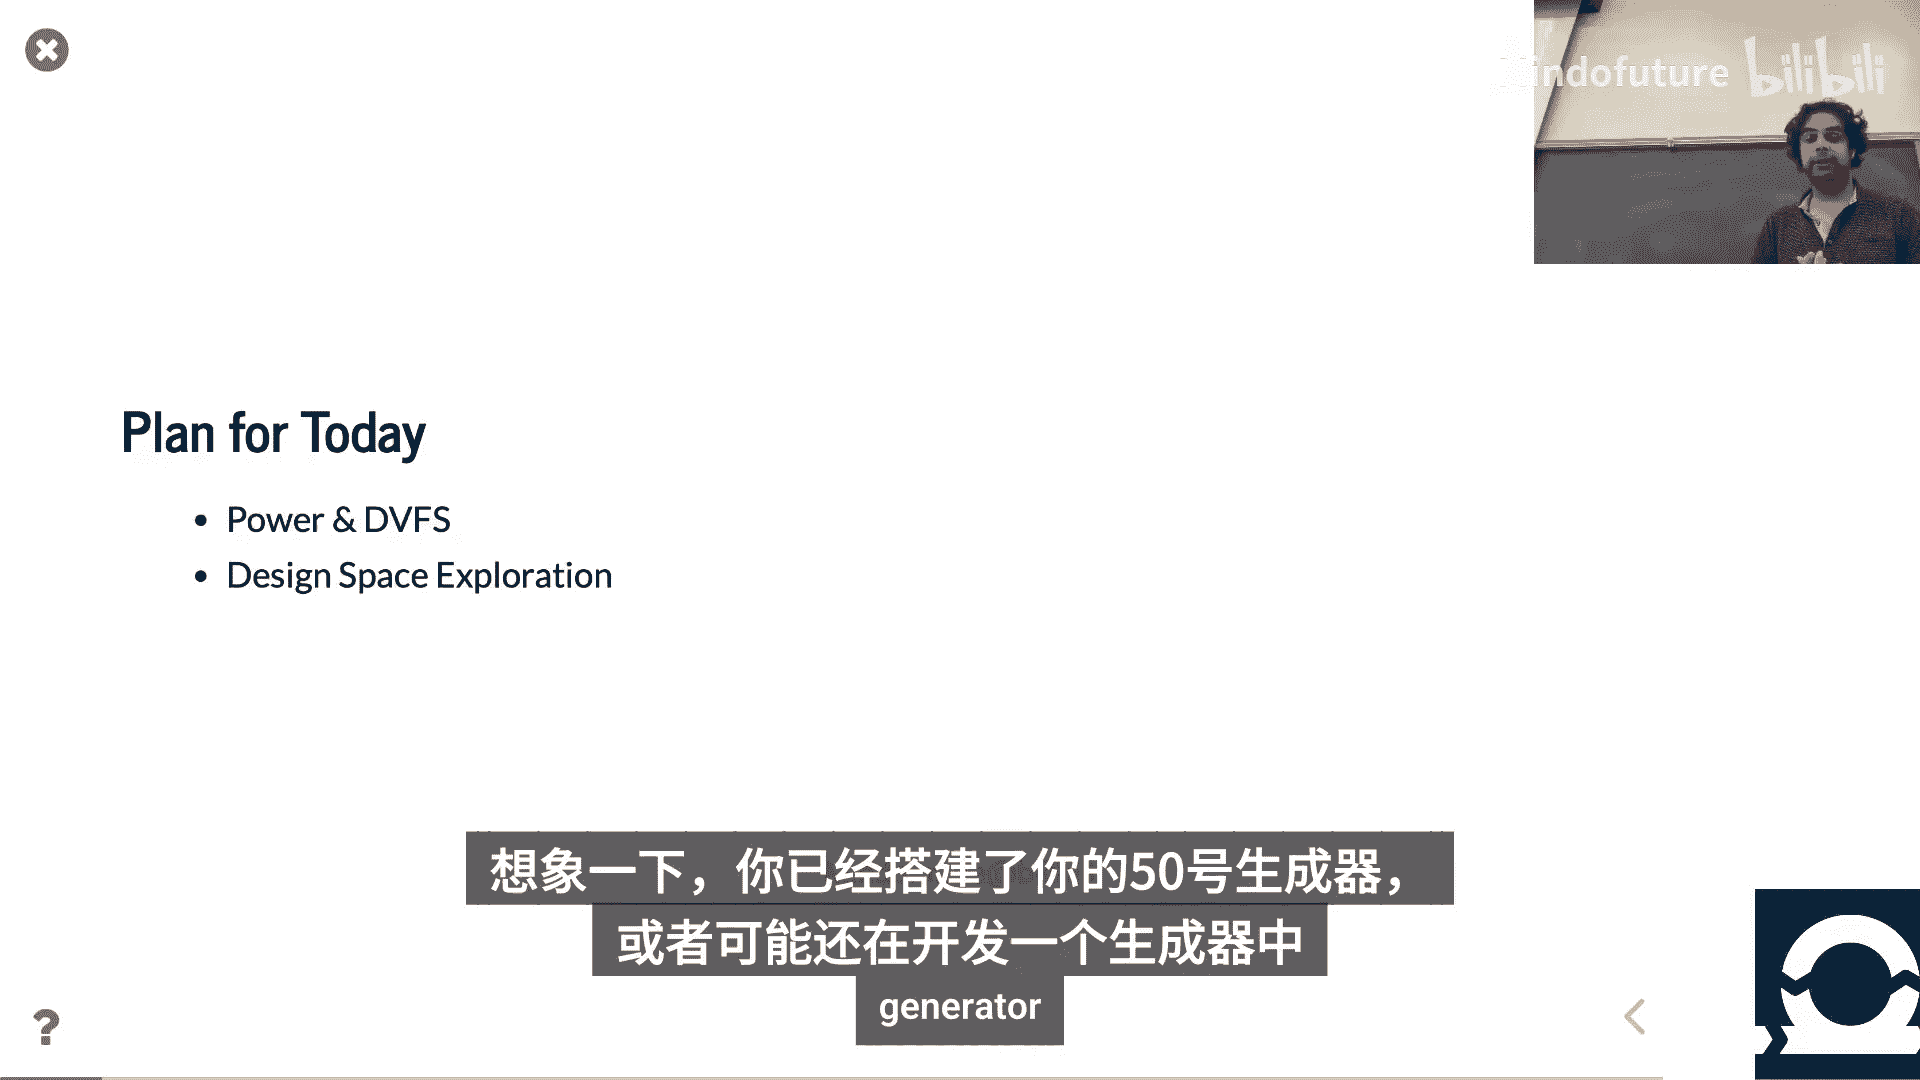 indofuture bilibili
Plan for Today
• Power & DVFS
• Design Space Exploration
想象一下，你已经搭建了你的50号生成器，
或者可能还在开发一个生成器中
generator
?